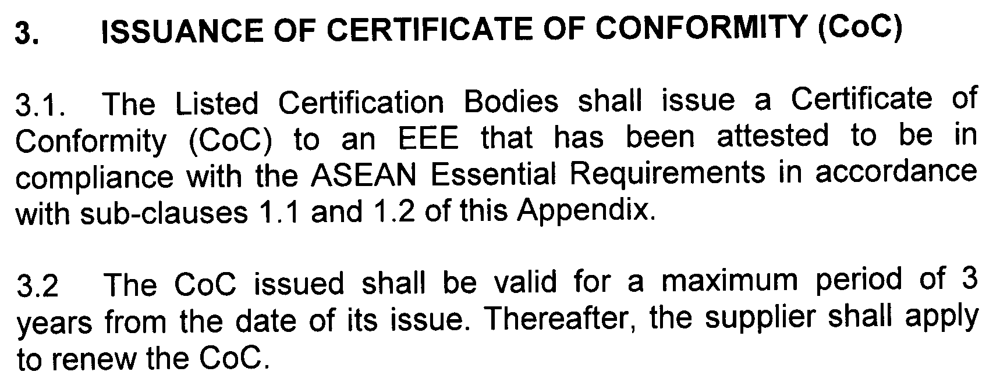 3. ISSUANCE OF CERTIFICATE OF CONFORMITY (CoC)
3.1. The Listed Certification Bodies shall issue a Certificate of
Conformity (CoC) to an EEE that has been attested to be in
compliance with the ASEAN Essential Requirements in accordance
with sub-clauses 1.1 and 1.2 of this Appendix.
3.2 The CoC issued shall be valid for a maximum period of 3
years from the date of its issue. Thereafter, the supplier shall apply
to renew the CoC.